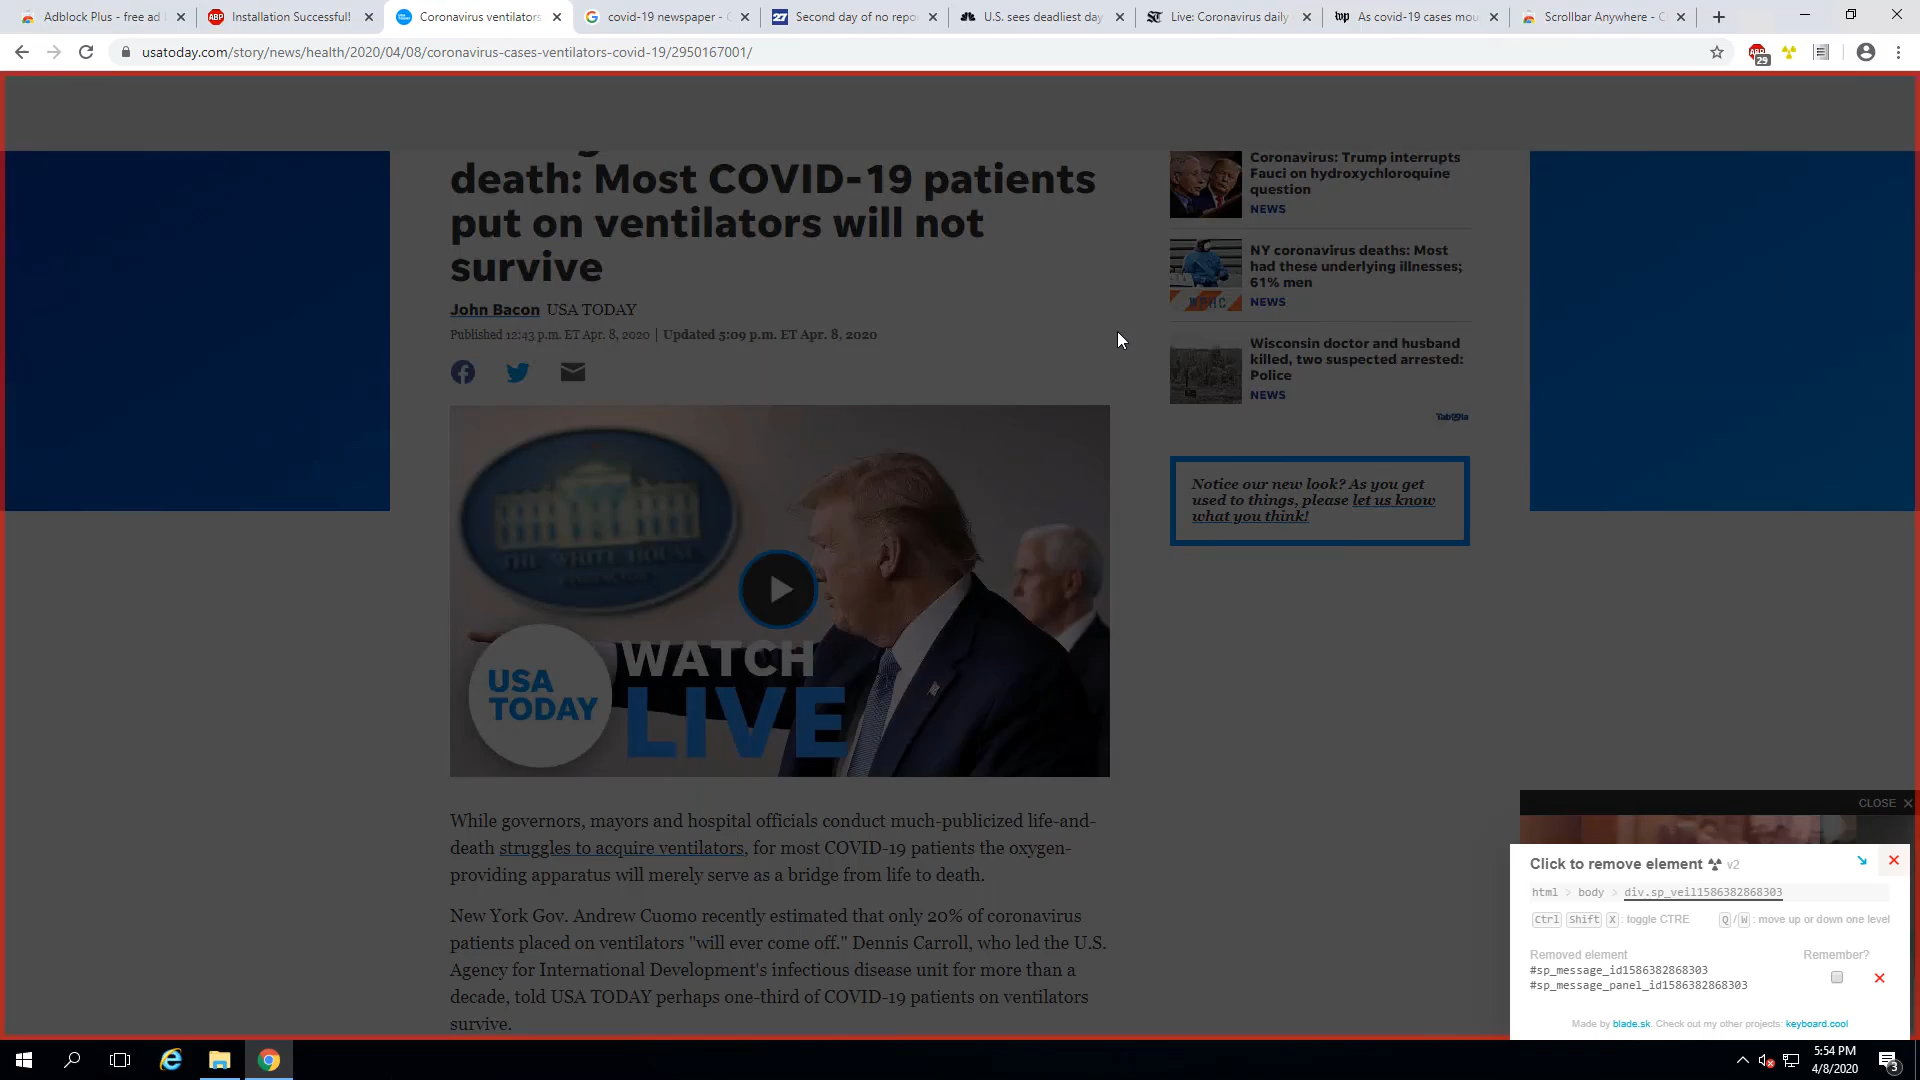 Adblock Plus - free ad
Installation Successful!
Coronavirus ventilators
covid-19 newspaper -
Second day of no repo
U.S. sees deadliest day
Live: Coronavirus daily
As covid-19 cases mou
Scrollbar Anywhere -
usatoday.com/story/news/health/2020/04/08/coronavirus-cases-ventilators-covid-19/2950167001/
29
death: Most COVID-19 patients
put on ventilators will not
survive
John Bacon USA TODAY
Published 12:43 p.m. ET Apr. 8, 2020 | Updated 5:09 p.m. ET Apr. 8, 2020
THE WHITE HOUSE
WASHINGTON
USA
TODAY
WATCH
LIVE
While governors, mayors and hospital officials conduct much-publicized life-and-
death struggles to acquire ventilators, for most COVID-19 patients the oxygen-
providing apparatus will merely serve as a bridge from life to death.
New York Gov. Andrew Cuomo recently estimated that only 20% of coronavirus
patients placed on ventilators "will ever come off." Dennis Carroll, who led the U.S.
Agency for International Development's infectious disease unit for more than a
decade, told USA TODAY perhaps one-third of COVID-19 patients on ventilators
survive.
Coronavirus: Trump interrupts
Fauci on hydroxychloroquine
question
NEWS
NY coronavirus deaths: Most
had these underlying illnesses;
61% men
NEWS
Wisconsin doctor and husband
killed, two suspected arrested:
Police
NEWS
Taboola
Notice our new look? As you get
used to things, please let us know
what you think!
CLOSE
Click to remove element v2
html > body > div.sp_veil1586382868303
Ctrl Shift X : toggle CTRE Q / W : move up or down one level
Removed element Remember?
#sp_message_id1586382868303
#sp_message_panel_id1586382868303
Made by blade.sk. Check out my other projects: keyboard.cool
5:54 PM
4/8/2020
3